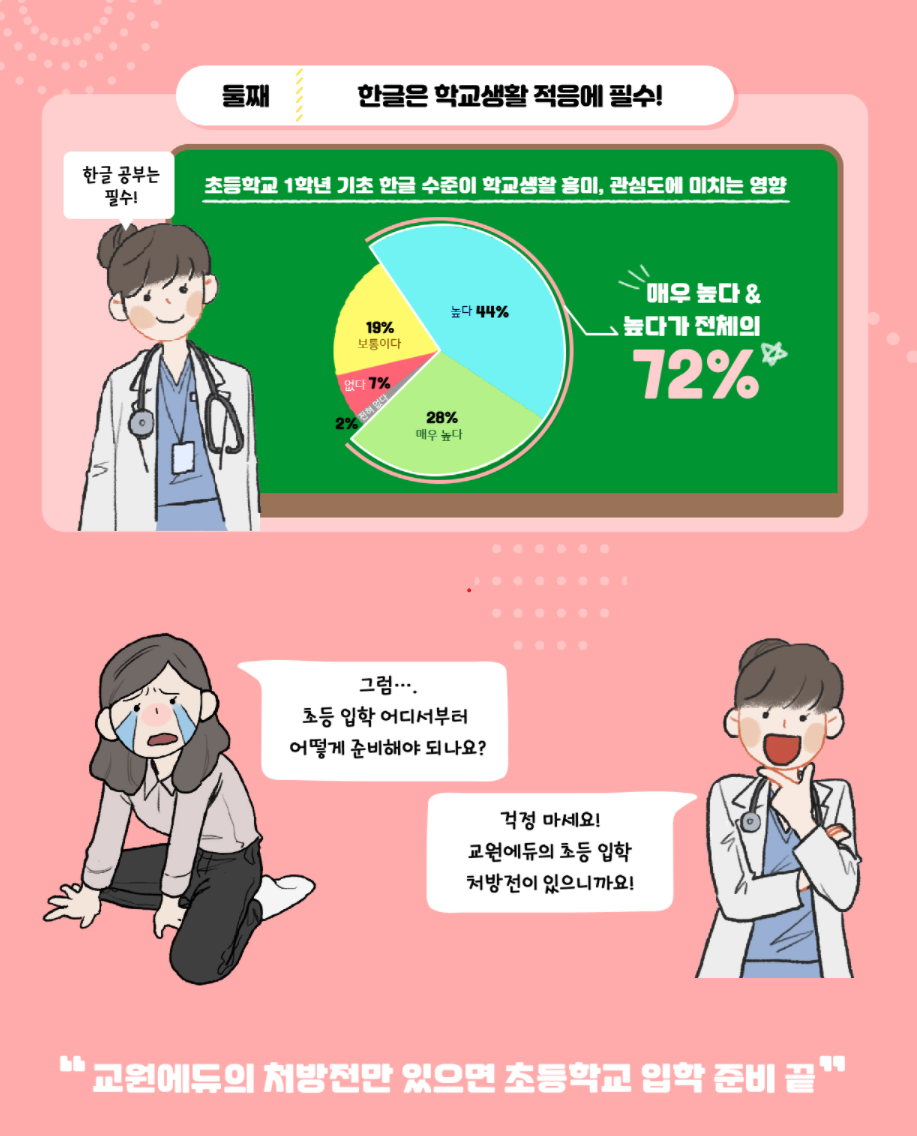 둘째
한글은 학교생활 적응에 필수!
한글 공부는
필수!
초등학교 1학년 기초 한글 수준이 학교생활 흥미, 관심도에 미치는 영향
높다 44%
19%
보통이다
없다 7%
전혀 없다
2%
28%
매우 높다
매우 높다 &
높다가 전체의
72%
그럼….
초등 입학 어디서부터
어떻게 준비해야 되나요?
걱정 마세요!
교원에듀의 초등 입학
처방전이 있으니까요!
“교원에듀의 처방전만 있으면 초등학교 입학 준비 끝”